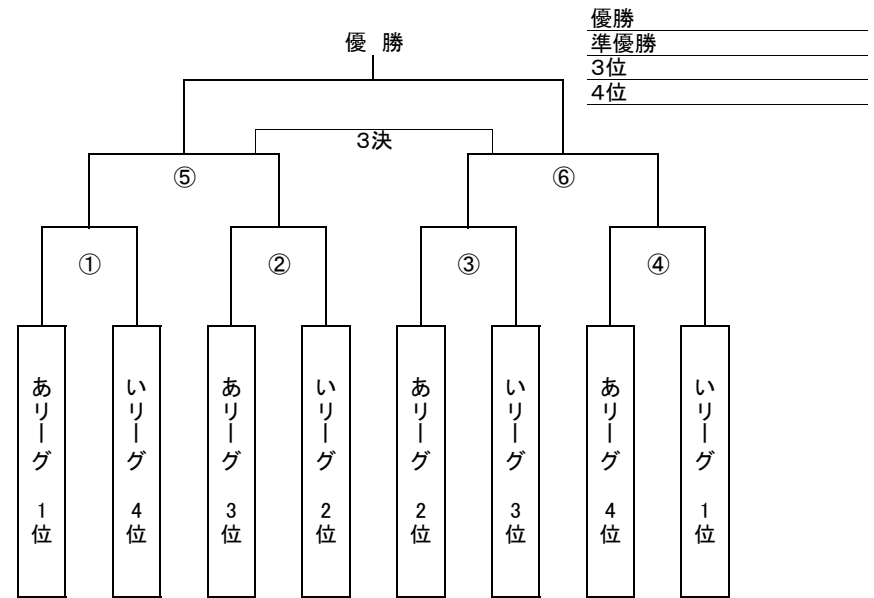 優勝
準優勝
3位
4位
優 勝
3決
⑤
⑥
①
②
③
④
あリーグ 1位
いリーグ 4位
あリーグ 3位
いリーグ 2位
あリーグ 2位
いリーグ 3位
あリーグ 4位
いリーグ 1位